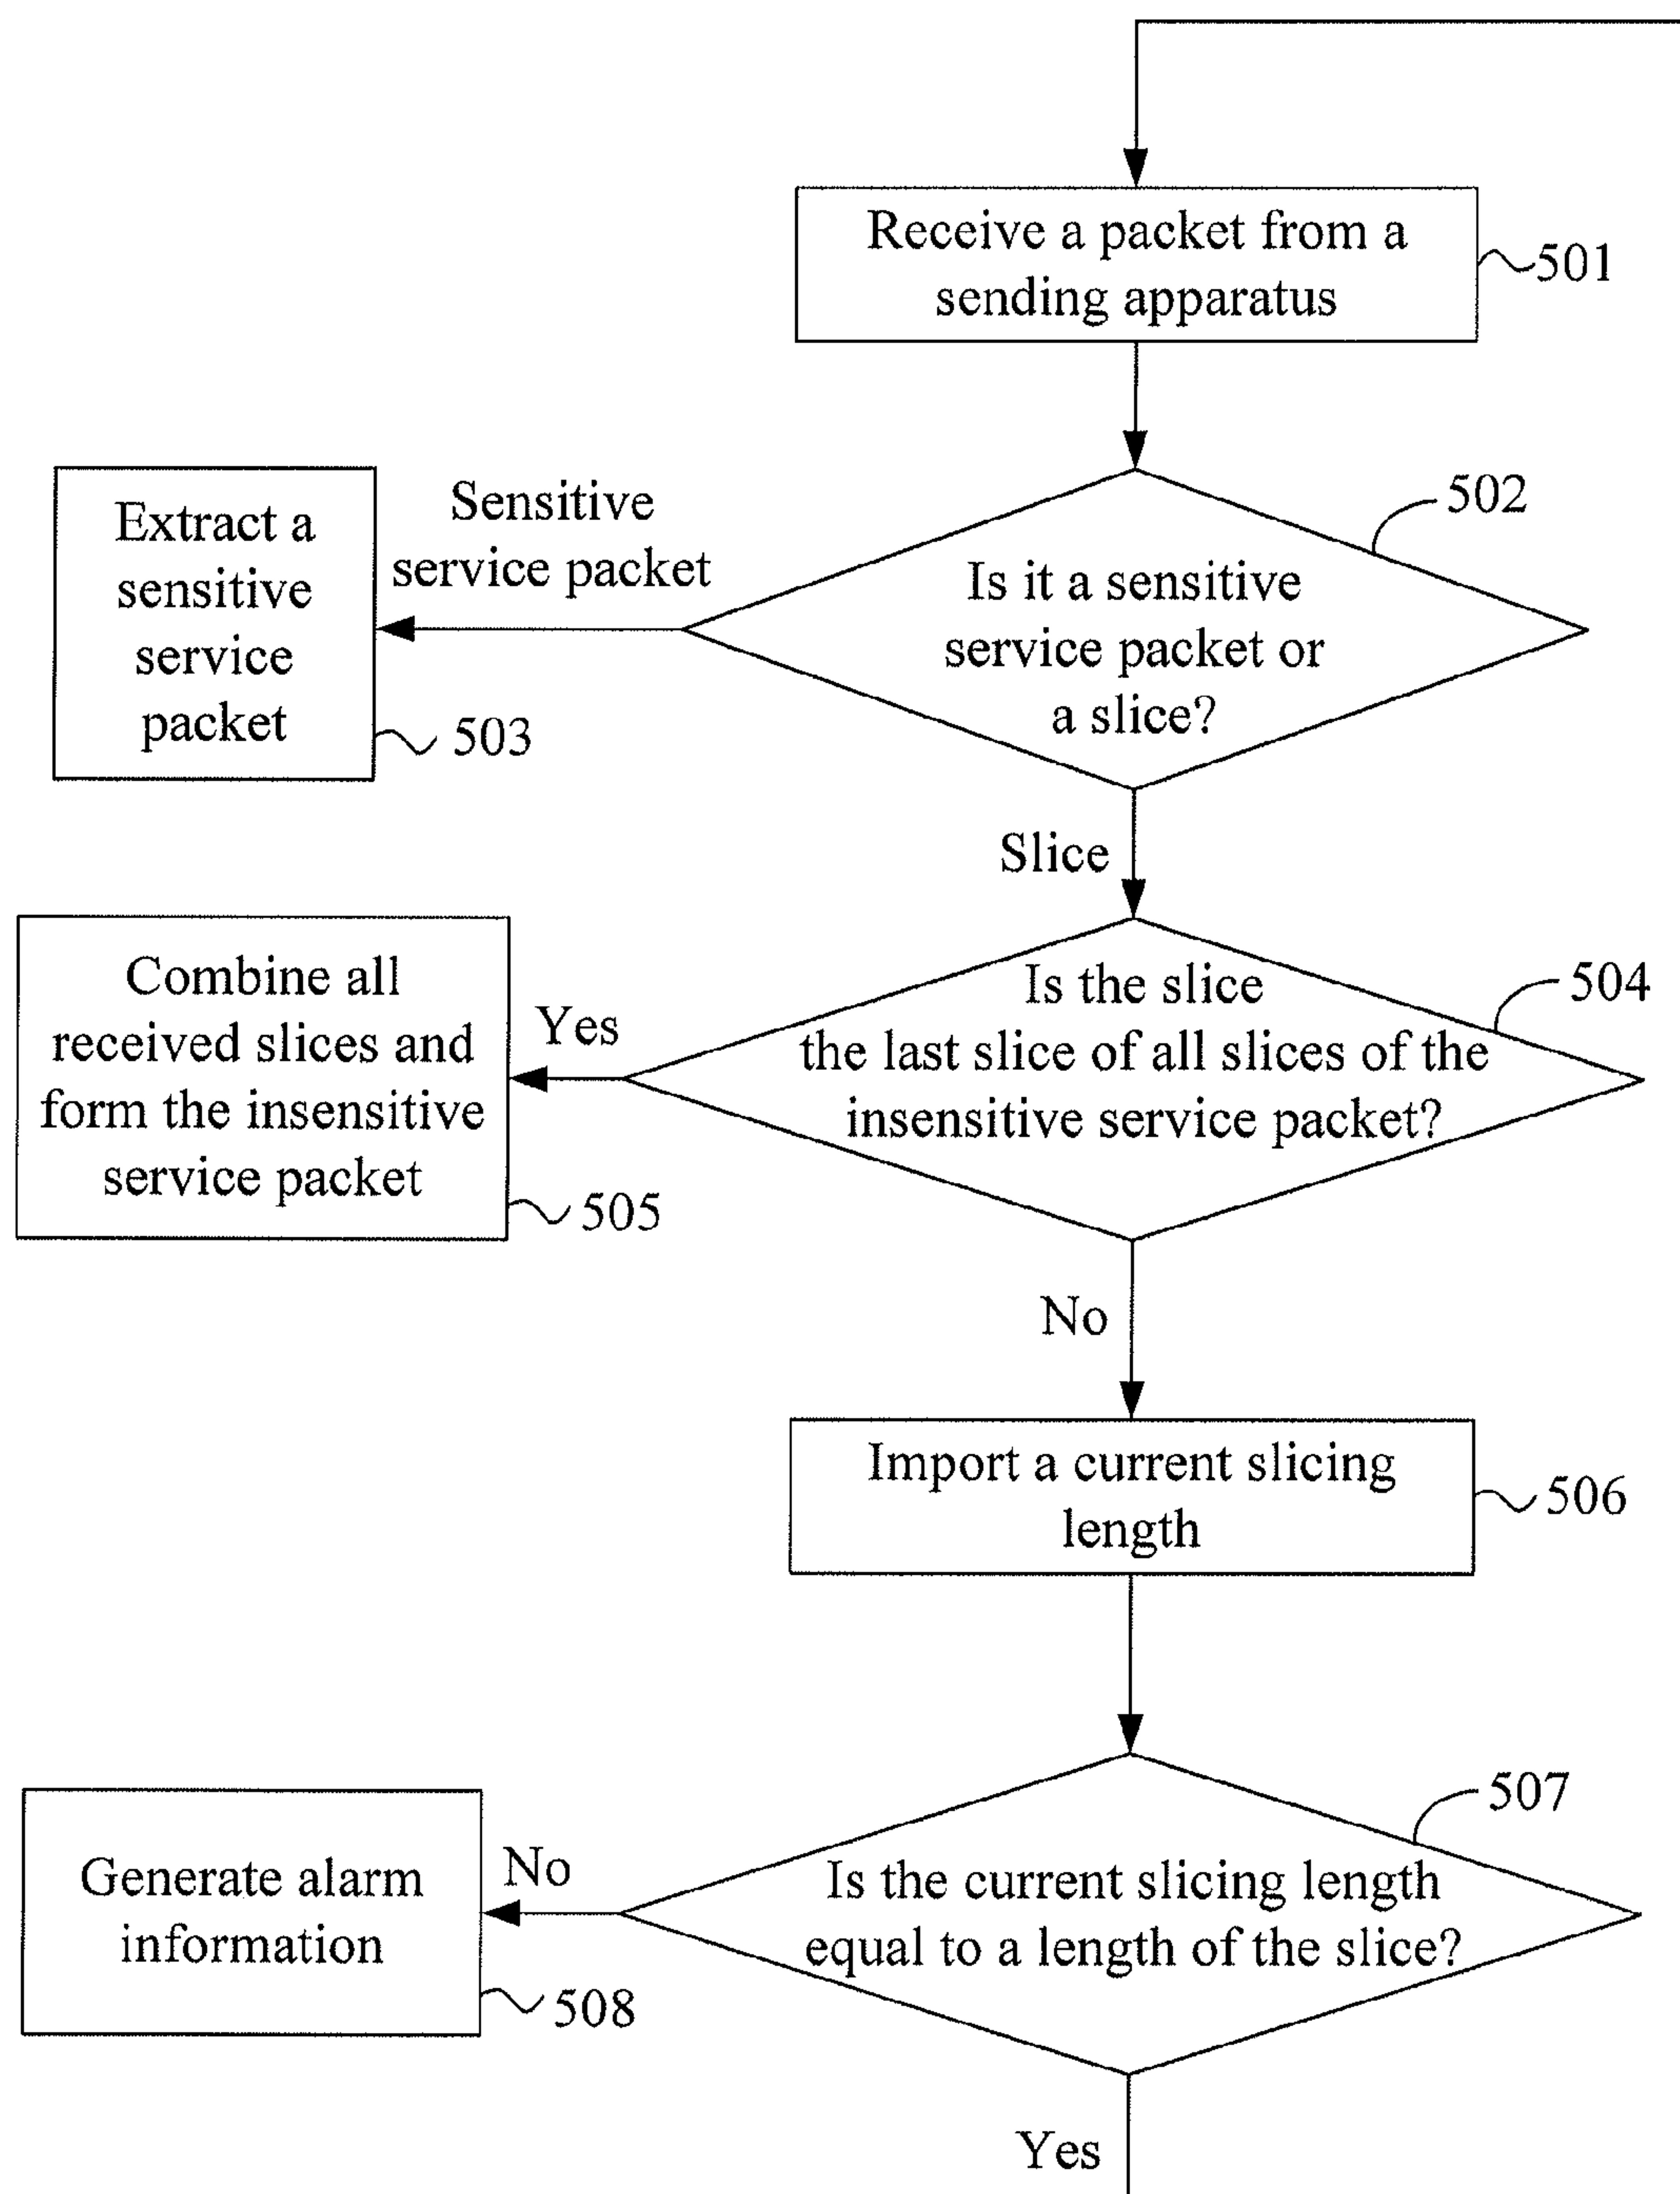 Receive a packet from a
sending apparatus
501
502
Is it a sensitive
service packet or
a slice?
Sensitive
service packet
Extract a
sensitive
service
packet
503
Slice
504
Is the slice
the last slice of all slices of the
insensitive service packet?
Yes
Combine all
received slices and
form the insensitive
service packet
505
No
Import a current slicing
length
506
507
Is the current slicing length
equal to a length of the slice?
No
Generate alarm
information
508
Yes